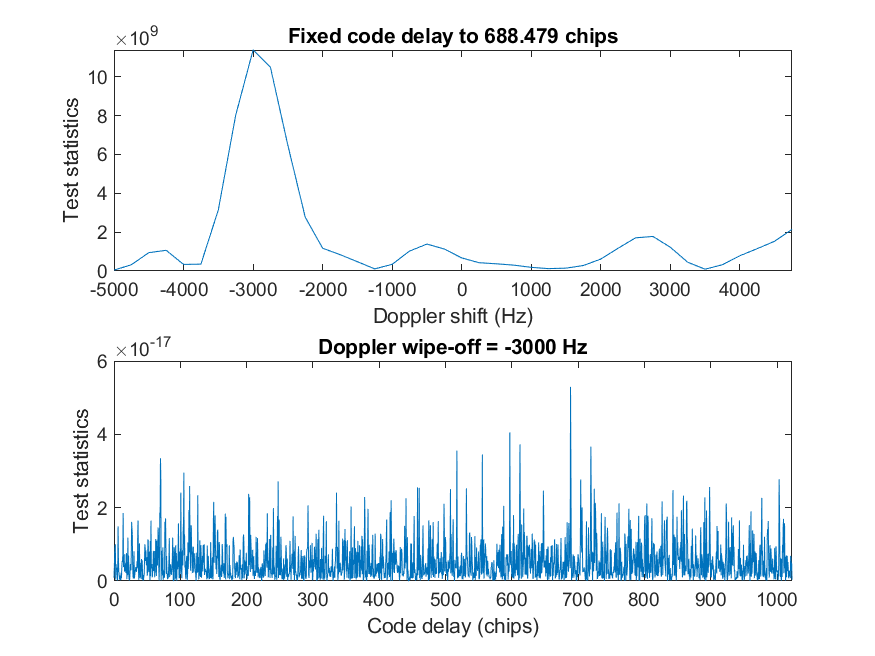 ×10⁹
Fixed code delay to 688.479 chips
10
8
6
4
2
0
Test statistics
-5000 -4000 -3000 -2000 -1000 0 1000 2000 3000 4000
Doppler shift (Hz)
×10⁻¹⁷
Doppler wipe-off = -3000 Hz
6
4
2
0
Test statistics
0 100 200 300 400 500 600 700 800 900 1000
Code delay (chips)